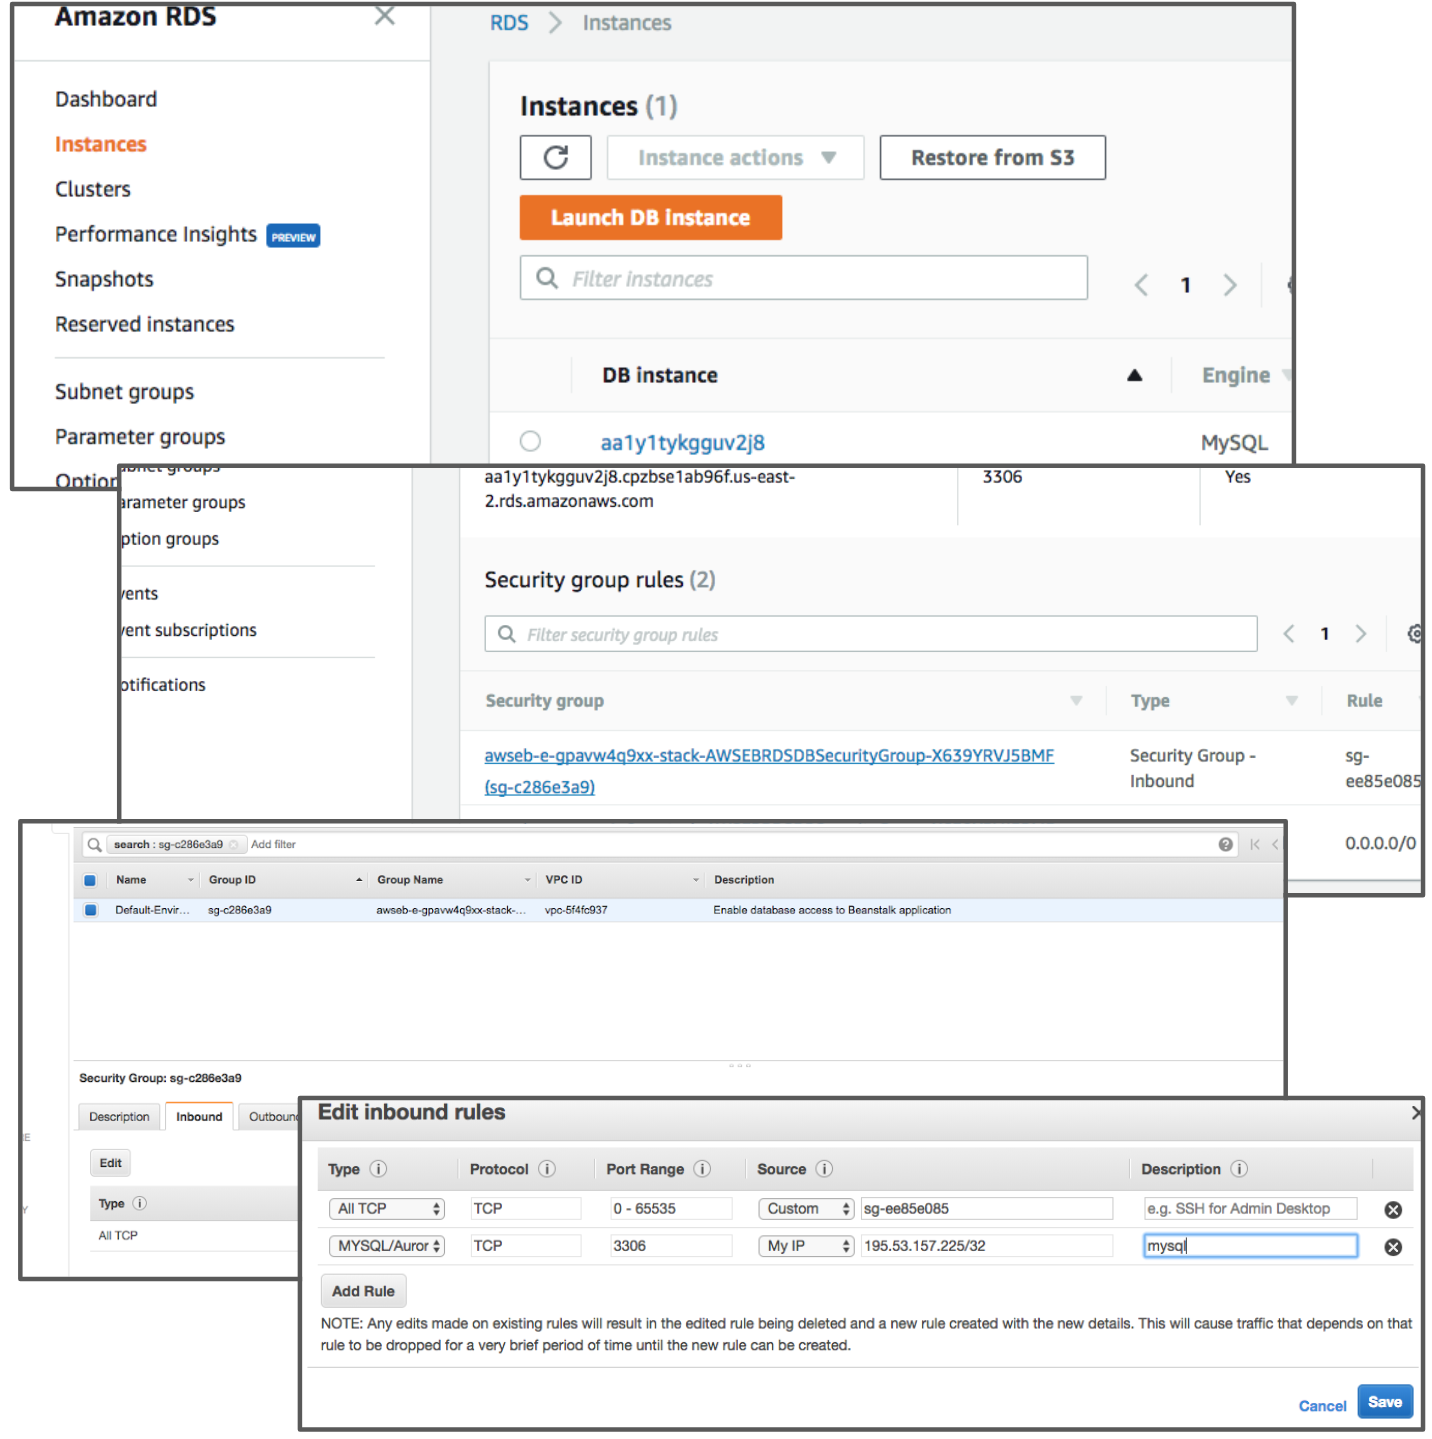 Amazon RDS
Dashboard
Instances
Clusters
Performance Insights PREVIEW
Snapshots
Reserved instances
Subnet groups
Parameter groups
RDS > Instances
Instances (1)
Instance actions
Restore from S3
Launch DB instance
Filter instances
1
DB instance
Engine
aa1y1tykgguv2j8
MySQL
Option
ubnet groups
arameter groups
ption groups
vents
vent subscriptions
otifications
aa1y1tykgguv2j8.cpzbse1ab96f.us-east-
2.rds.amazonaws.com
3306
Yes
Security group rules (2)
Filter security group rules
1
Security group
Type
Rule
awseb-e-gpavw4q9xx-stack-AWSEBRDSDBSecurityGroup-X639YRVJ5BMF
(sg-c286e3a9)
Security Group -
Inbound
sg-
ee85e085
0.0.0.0/0
search : sg-c286e3a9 Add filter
Name
Group ID
Group Name
VPC ID
Description
Default-Envir...
sg-c286e3a9
awseb-e-gpavw4q9xx-stack-...
vpc-5f4fc937
Enable database access to Beanstalk application
Security Group: sg-c286e3a9
Description
Inbound
Outbound
Edit
Type
All TCP
Edit inbound rules
Type
Protocol
Port Range
Source
Description
All TCP
TCP
0 - 65535
Custom
sg-ee85e085
e.g. SSH for Admin Desktop
MYSQL/Auror
TCP
3306
My IP
195.53.157.225/32
mysql
Add Rule
NOTE: Any edits made on existing rules will result in the edited rule being deleted and a new rule created with the new details. This will cause traffic that depends on that
rule to be dropped for a very brief period of time until the new rule can be created.
Cancel
Save